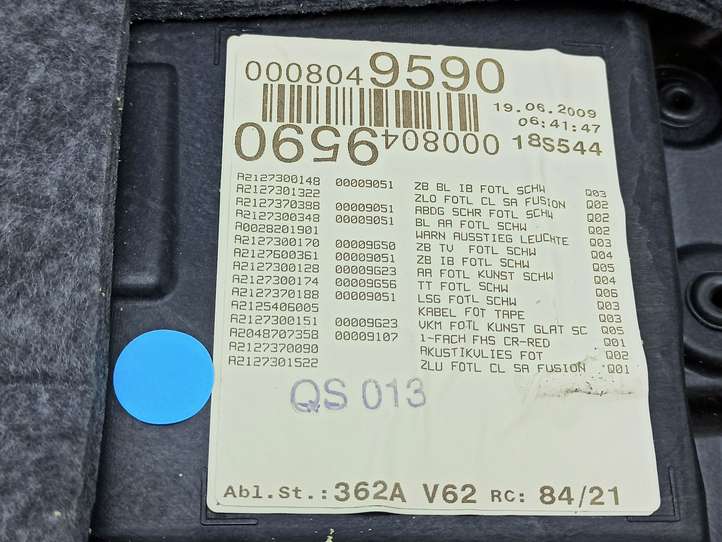 00080499590
19.06.2009
06:41:47
00080499590 18S544
A2127300148 00009051 ZB BL IB FOTL SCHW Q03
A2127301322 ZLO FOTL CL SA FUSION Q02
A2127370388 00009051 ABDG SCHR FOTL SCHW Q02
A2127300348 00009051 BL AA FOTL SCHW Q02
A0028201901 WARN AUSSTIEG LEUCHTE Q02
A2127300170 00009G50 ZB TV FOTL SCHW Q03
A2127600361 00009051 ZB IB FOTL SCHW Q04
A2127300128 00009G23 AA FOTL KUNST SCHW Q05
A2127300174 00009G56 TT FOTL SCHW Q04
A2127370188 00009051 LSG FOTL SCHW Q06
A2125406005 KABEL FOT TAPE Q03
A2127300151 00009G23 VKM FOTL KUNST GLAT SC Q03
A2048707358 00009107 1-FACH FHS CR-RED Q05
A2127370090 AKUSTIKVLIES FOT Q01
A2127301522 ZLU FOTL CL SA FUSION Q02
Q01
QS 013
Abl.St.: 362A V62 RC: 84/21